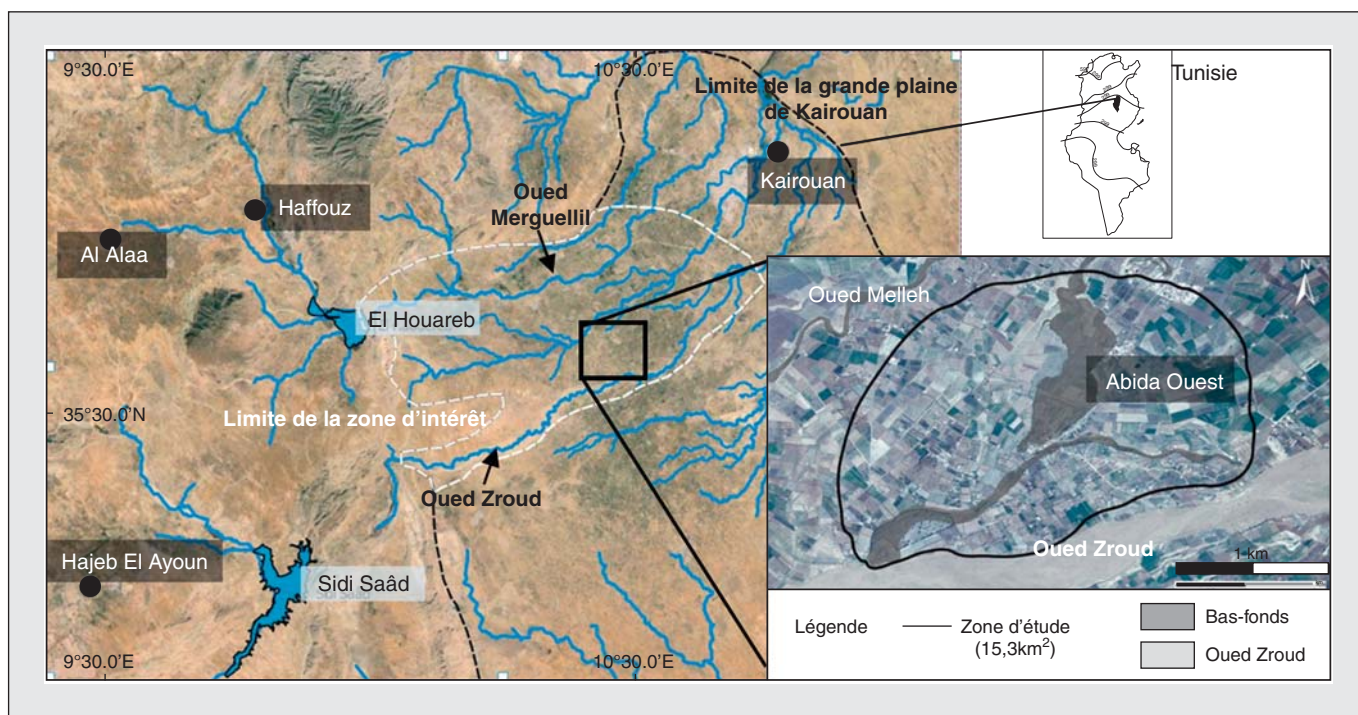 9°30.0'E
10°30.0'E
Tunisie
Limite de la grande plaine
de Kairouan
Kairouan
Oued
Merguellil
Haffouz
Al Alaa
El Houareb
Limite de la zone d'intérêt
35°30.0'N
Oued Zroud
Hajeb El Ayoun
Sidi Saâd
9°30.0'E
10°30.0'E
N
Oued Melleh
Abida Ouest
Oued Zroud
1 km
Légende
Zone d'étude
(15,3km²)
Bas-fonds
Oued Zroud